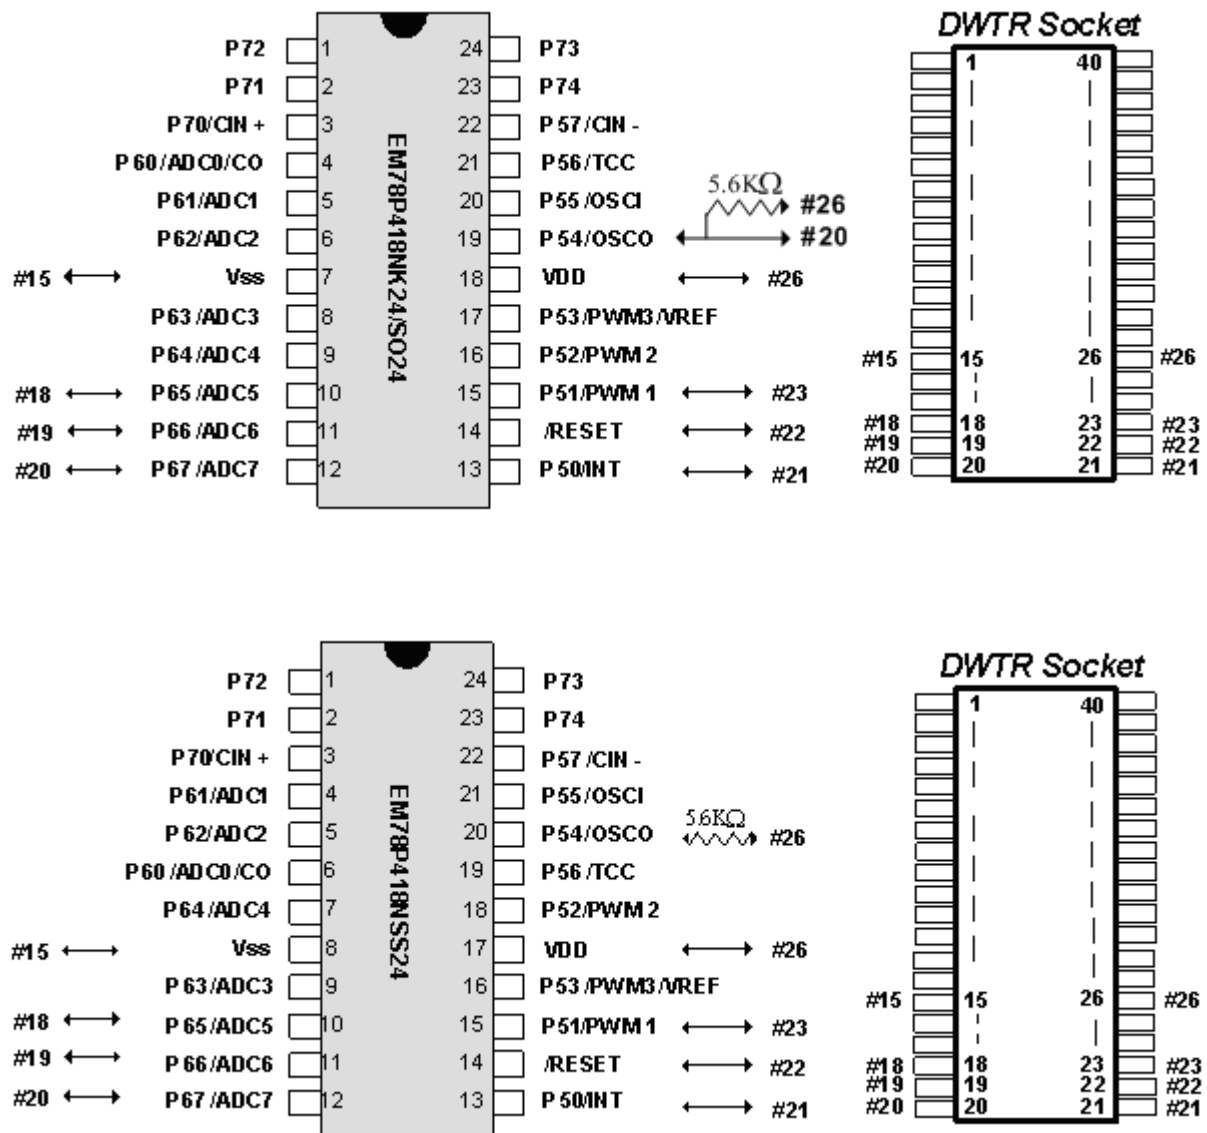 DWTR Socket
P72 1 24 P73 1 40
P71 2 23 P74
P70/CIN + 3 22 P57/CIN -
P60/ADC0/CO 4 21 P56/TCC
5.6KΩ
P61/ADC1 5 20 P55/OSCI #26
P62/ADC2 6 19 P54/OSCO #20
#15 Vss 7 18 VDD #26
P63/ADC3 8 17 P53/PWM3/VREF
P64/ADC4 9 16 P52/PWM2 #15 15 26 #26
#18 P65/ADC5 10 15 P51/PWM1 #23
#19 P66/ADC6 11 14 /RESET #22 #18 18 23 #23
#19 19 22 #22
#20 P67/ADC7 12 13 P50/INT #21 #20 20 21 #21
EM78P418NK24/SO24
DWTR Socket
P72 1 24 P73 1 40
P71 2 23 P74
P70/CIN + 3 22 P57/CIN -
P61/ADC1 4 21 P55/OSCI
5.6KΩ
P62/ADC2 5 20 P54/OSCO #26
P60/ADC0/CO 6 19 P56/TCC
P64/ADC4 7 18 P52/PWM2
#15 Vss 8 17 VDD #26
P63/ADC3 9 16 P53/PWM3/VREF #15 15 26 #26
#18 P65/ADC5 10 15 P51/PWM1 #23
#19 P66/ADC6 11 14 /RESET #22 #18 18 23 #23
#19 19 22 #22
#20 P67/ADC7 12 13 P50/INT #21 #20 20 21 #21
EM78P418NSS24